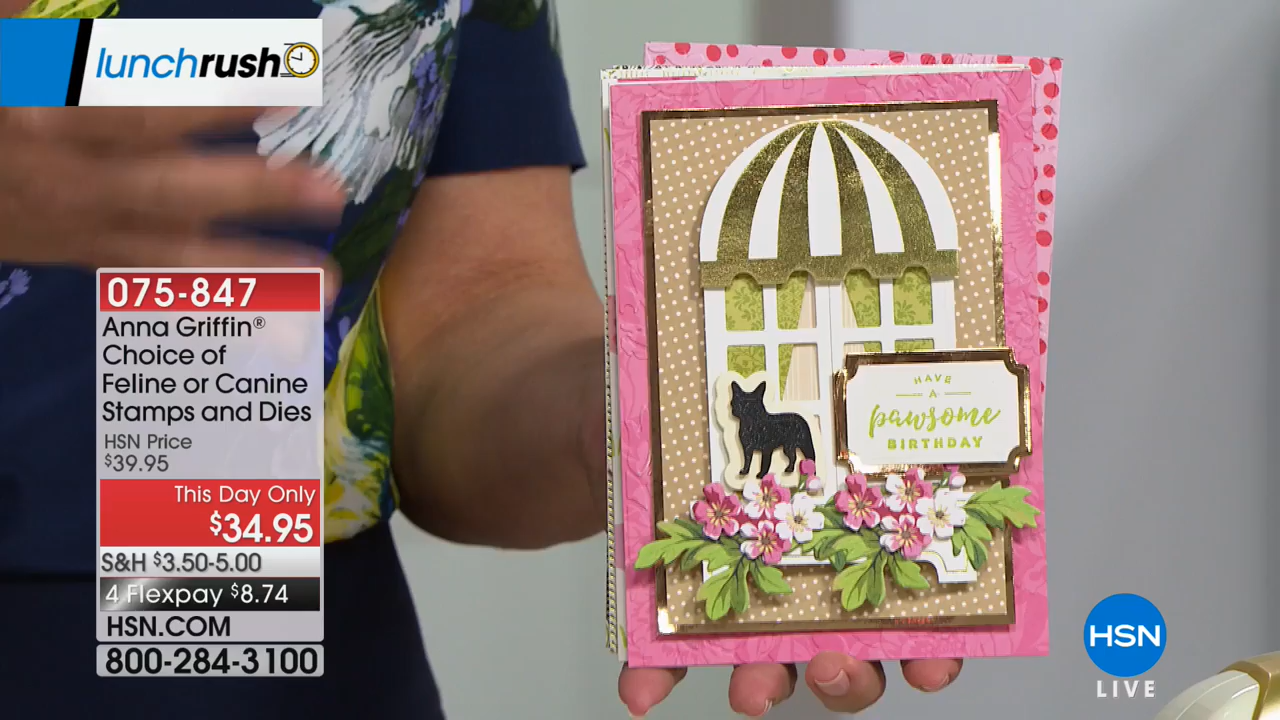 lunchrush
075-847
Anna Griffin®
Choice of
Feline or Canine
Stamps and Dies
HSN Price
$39.95
This Day Only
$34.95
S&H $3.50-5.00
4 Flexpay $8.74
HSN.COM
800-284-3100
HAVE
A
pawsome
BIRTHDAY
HSN
LIVE